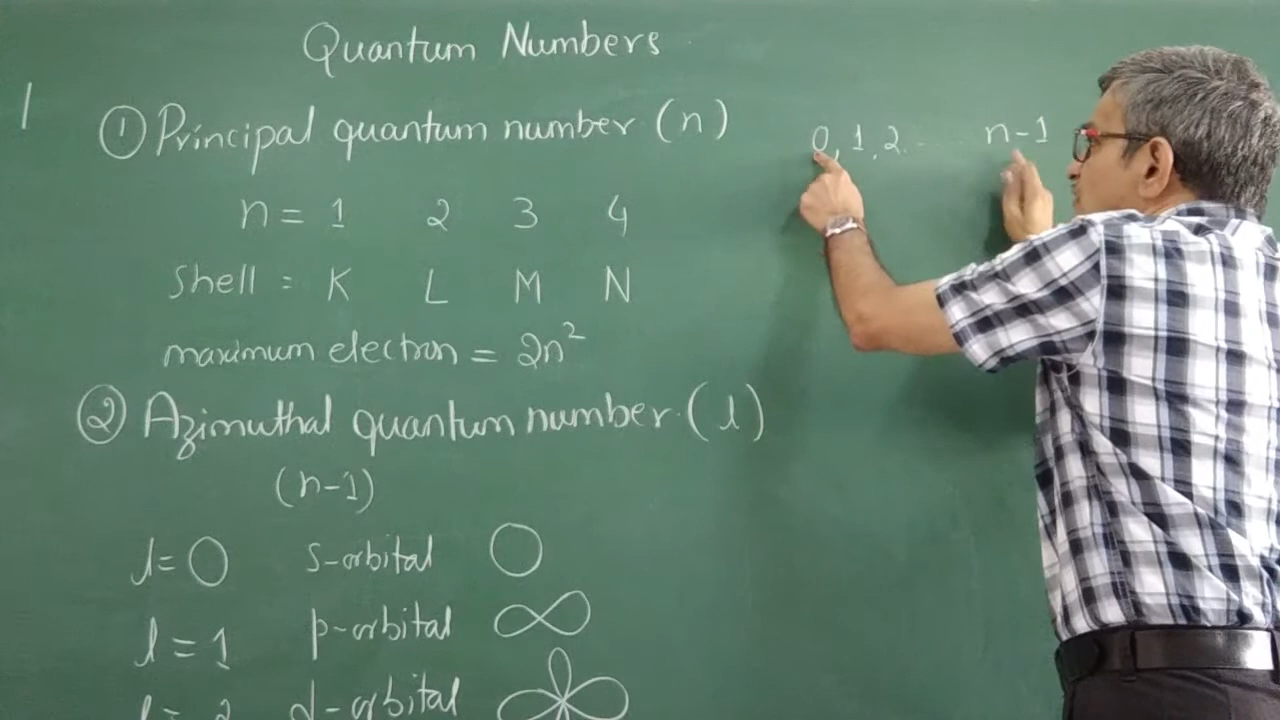 Quantum Numbers
① Principal quantum number (n)
n = 1 2 3 4
Shell = K L M N
maximum electron = 2n²
② Azimuthal quantum number (l)
(n-1)
l = 0 s-orbital
l = 1 p-orbital
l = 2 d-orbital
0, 1, 2 ...... n-1